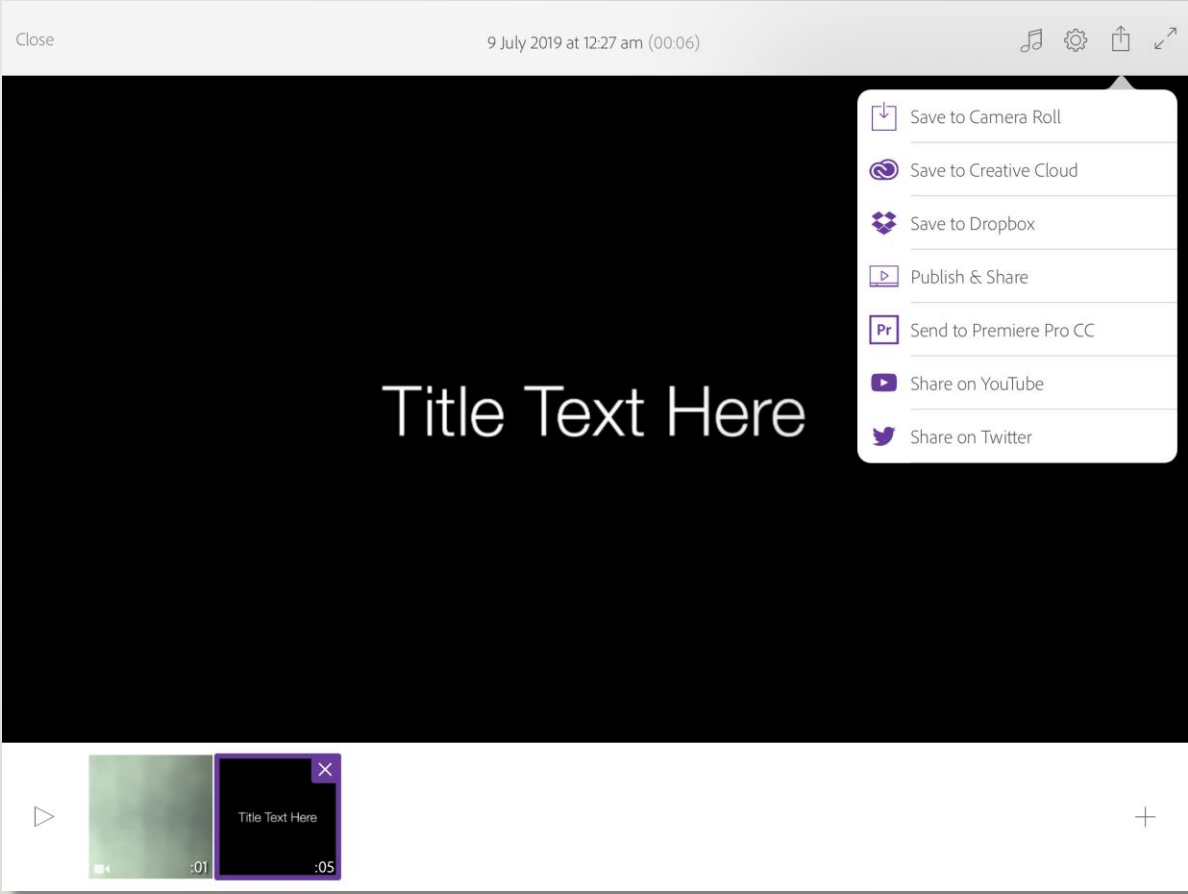 Close
9 July 2019 at 12:27 am (00:06)
Save to Camera Roll
Save to Creative Cloud
Save to Dropbox
Publish & Share
Pr Send to Premiere Pro CC
Share on YouTube
Share on Twitter
Title Text Here
Title Text Here
:01
:05